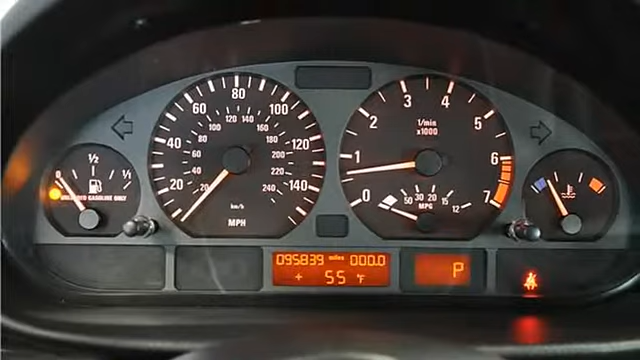 0 1/2 1/1
UNLEADED GASOLINE ONLY
20 40 60 80 100 120 140
20 40 60 80 100 120 140 160 180 200 220 240
km/h
MPH
0 1 2 3 4 5 6 7
1/min
x1000
50 30 20 15 12
MPG
095839 miles 000.0
+ 55 °F
P